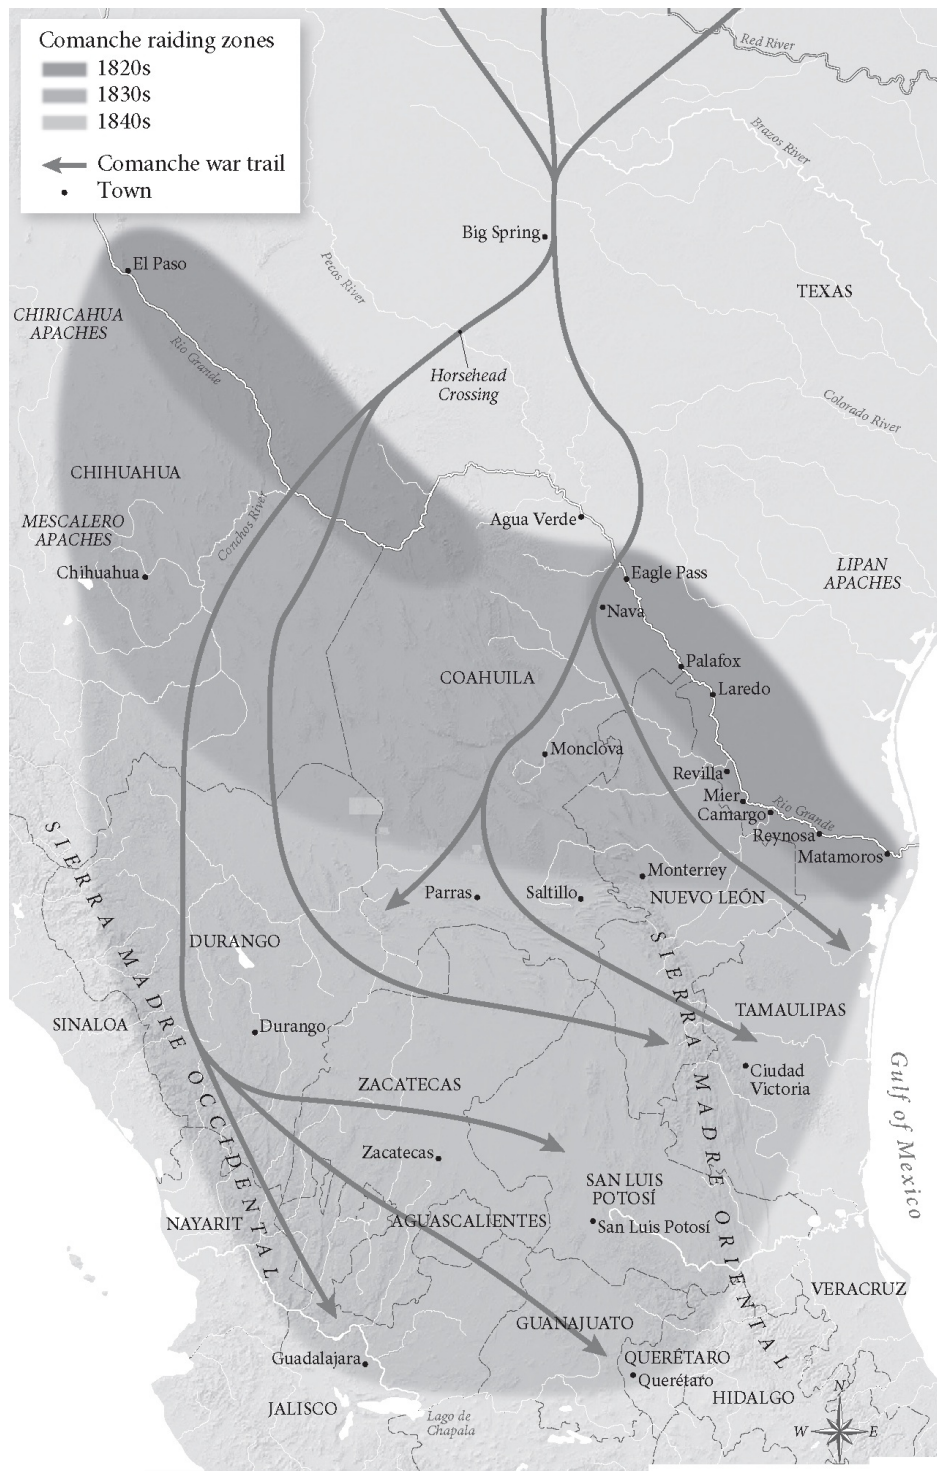 Comanche raiding zones
1820s
1830s
1840s
Comanche war trail
Town
Red River
Brazos River
Big Spring
El Paso
Pecos River
TEXAS
CHIRICAHUA
APACHES
Rio Grande
Horsehead
Crossing
Colorado River
CHIHUAHUA
MESCALERO
APACHES
Conchos River
Agua Verde
Chihuahua
Eagle Pass
LIPAN
APACHES
Nava
COAHUILA
Palafox
Laredo
Monclova
Revilla
Mier
Camargo
Rio Grande
Reynosa
Matamoros
SIERRA MADRE OCCIDENTAL
Monterrey
Parras
Saltillo
NUEVO LEÓN
DURANGO
SIERRA MADRE ORIENTAL
SINALOA
Durango
TAMAULIPAS
Ciudad
Victoria
Gulf of Mexico
ZACATECAS
Zacatecas
SAN LUIS
POTOSÍ
NAYARIT
AGUASCALIENTES
San Luis Potosí
VERACRUZ
GUANAJUATO
Guadalajara
QUERÉTARO
Querétaro
HIDALGO
JALISCO
Lago de
Chapala
N
W
E